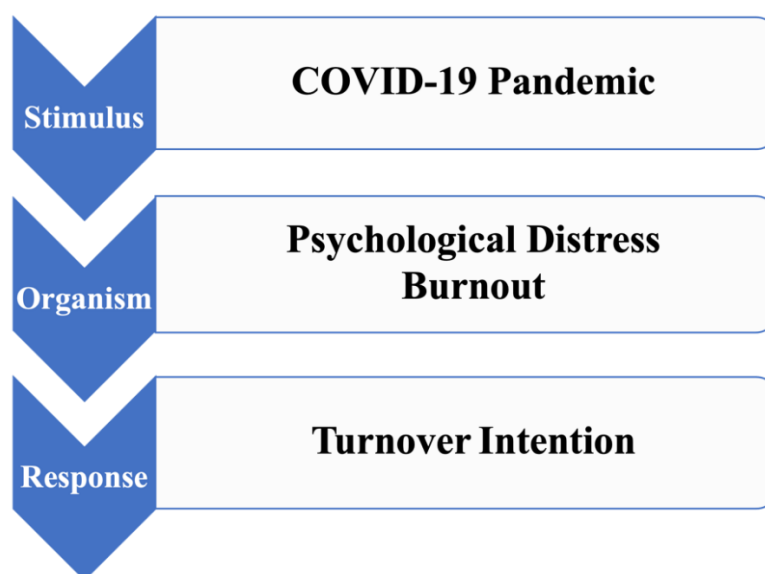 Stimulus
COVID-19 Pandemic
Organism
Psychological Distress
Burnout
Response
Turnover Intention